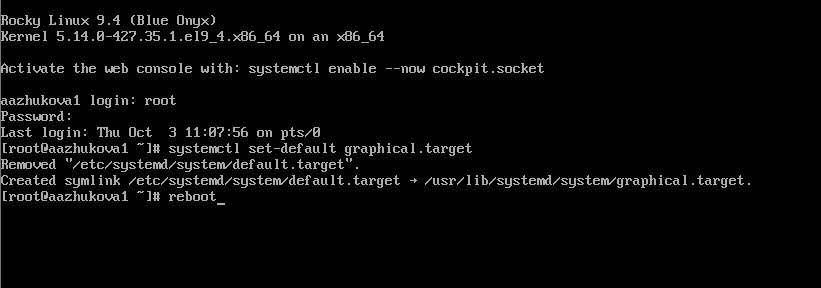 Rocky Linux 9.4 (Blue Onyx)
Kernel 5.14.0-427.35.1.el9_4.x86_64 on an x86_64
Activate the web console with: systemctl enable --now cockpit.socket
aazhukova1 login: root
Password:
Last login: Thu Oct  3 11:07:56 on pts/0
[root@aazhukova1 ~]# systemctl set-default graphical.target
Removed "/etc/systemd/system/default.target".
Created symlink /etc/systemd/system/default.target → /usr/lib/systemd/system/graphical.target.
[root@aazhukova1 ~]# reboot_